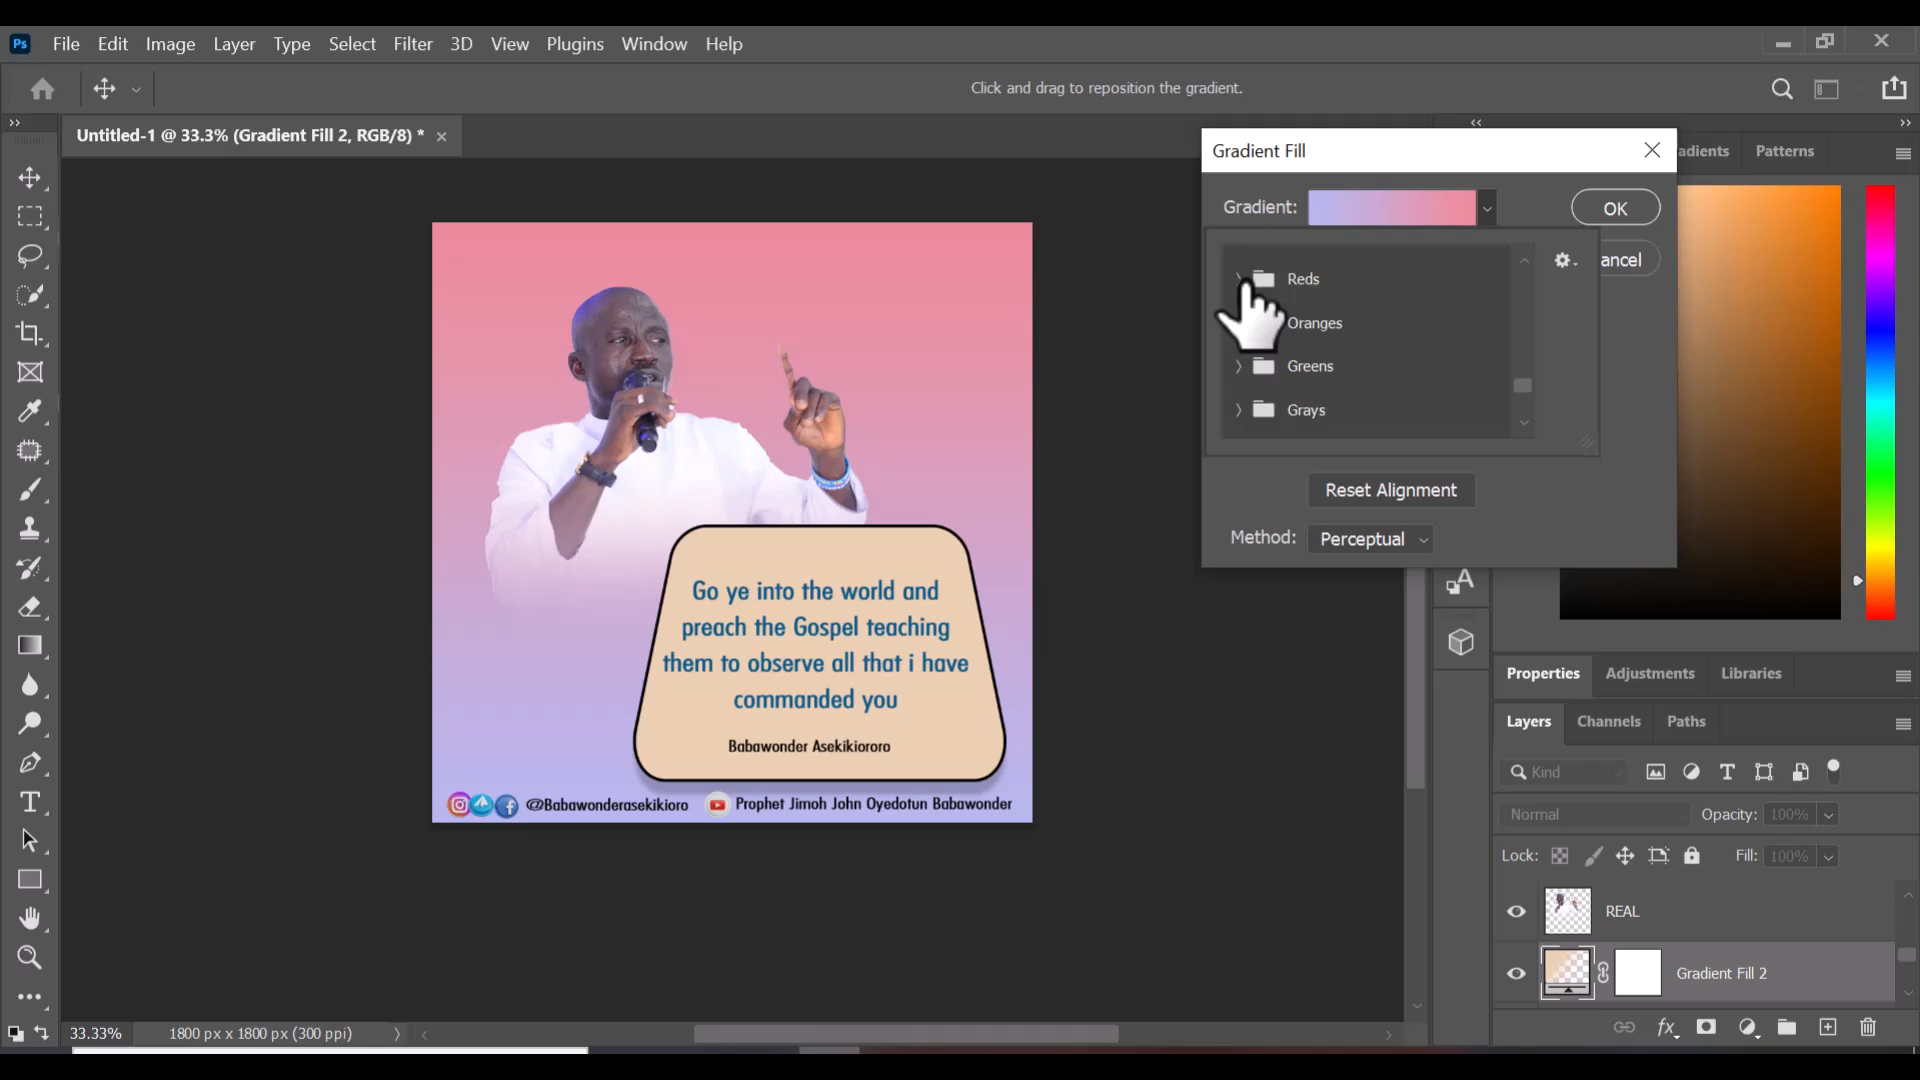 Ps File Edit Image Layer Type Select Filter 3D View Plugins Window Help
Click and drag to reposition the gradient.
Untitled-1 @ 33.3% (Gradient Fill 2, RGB/8) *
Gradient Fill
adients Patterns
Gradient:
OK
ancel
Reds
Oranges
Greens
Grays
Reset Alignment
Method: Perceptual
Go ye into the world and
preach the Gospel teaching
them to observe all that i have
commanded you
Babawonder Asekikiororo
@Babawonderasekikioro Prophet Jimoh John Oyedotun Babawonder
Properties Adjustments Libraries
Layers Channels Paths
Kind
Normal Opacity: 100%
Lock: Fill: 100%
REAL
Gradient Fill 2
fx
33.33% 1800 px x 1800 px (300 ppi)